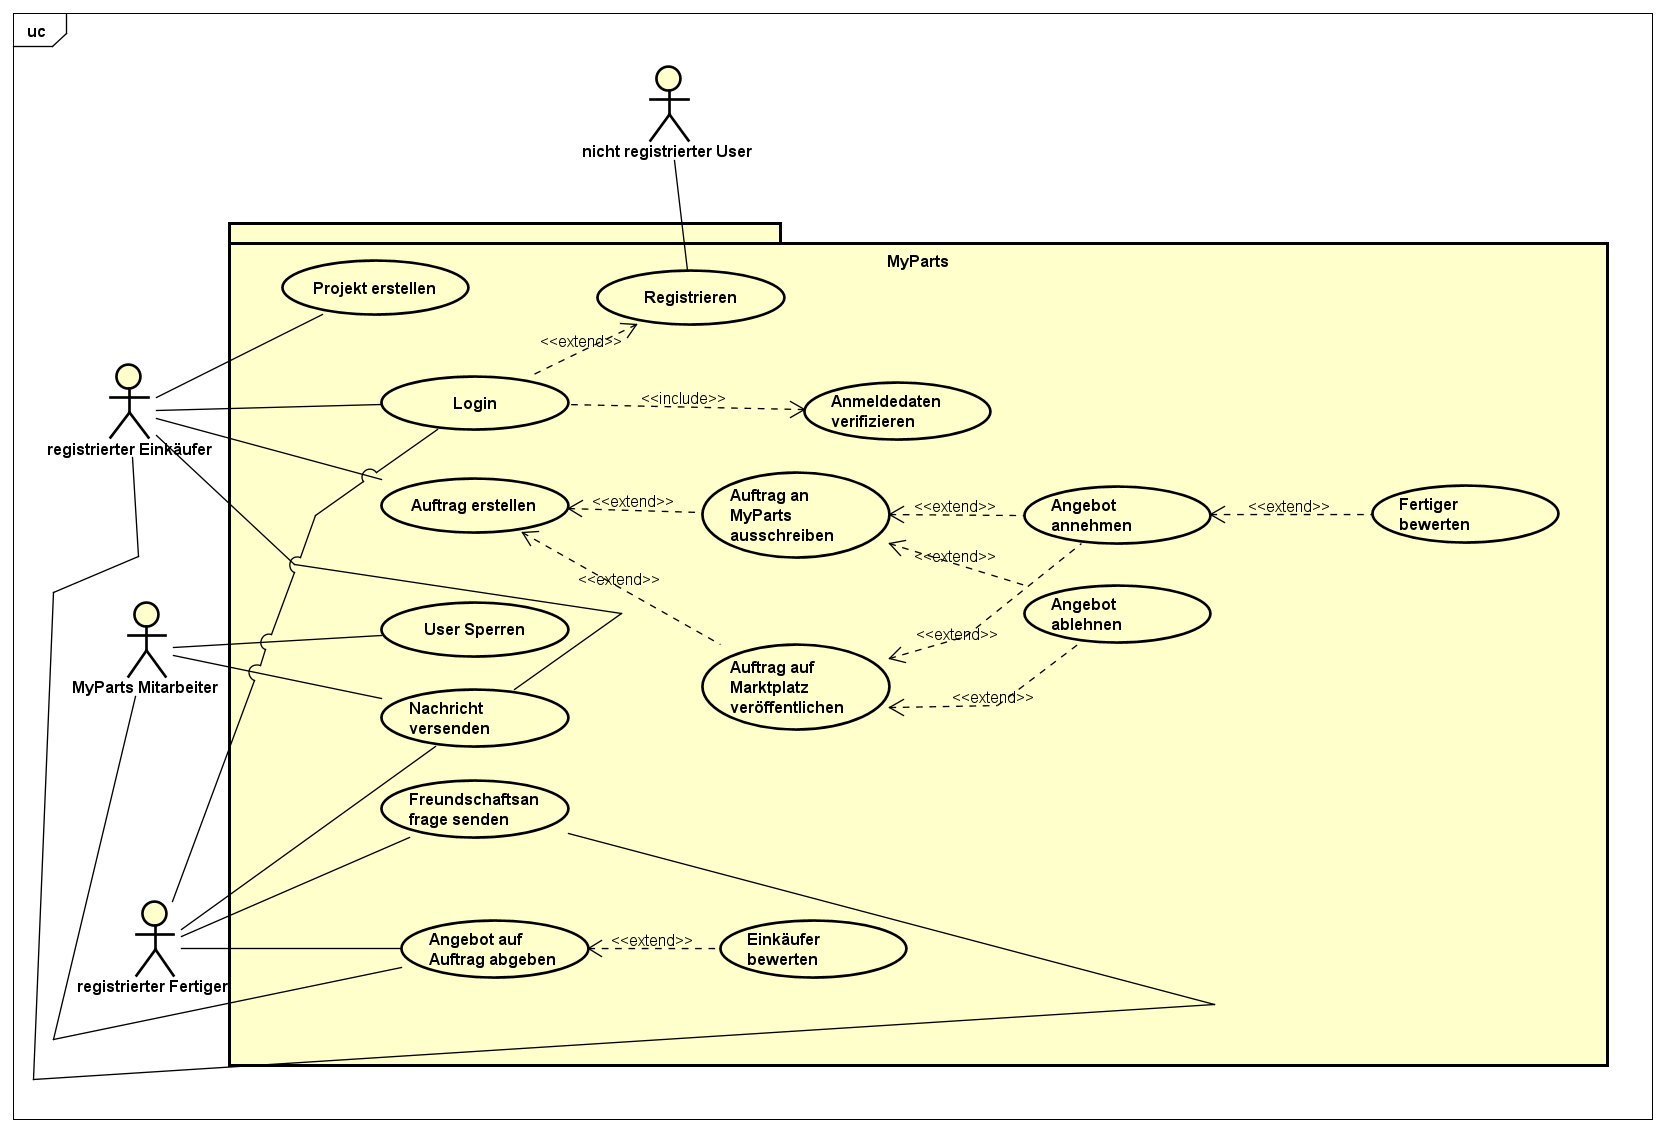 uc
nicht registrierter User
MyParts
Projekt erstellen
Registrieren
<<extend>>
registrierter Einkäufer
Login
<<include>>
Anmeldedaten
verifizieren
Auftrag erstellen
<<extend>>
Auftrag an
MyParts
ausschreiben
<<extend>>
Angebot
annehmen
<<extend>>
Fertiger
bewerten
<<extend>>
<<extend>>
Angebot
ablehnen
MyParts Mitarbeiter
User Sperren
<<extend>>
Auftrag auf
Marktplatz
veröffentlichen
<<extend>>
Nachricht
versenden
Freundschaftsan
frage senden
registrierter Fertiger
Angebot auf
Auftrag abgeben
<<extend>>
Einkäufer
bewerten